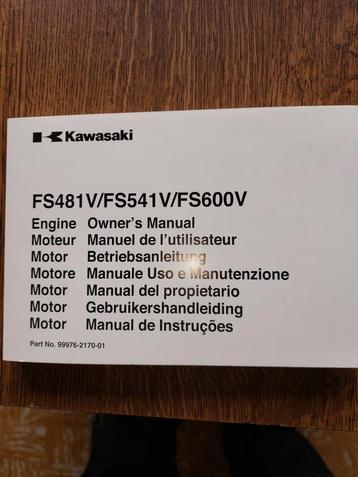 Kawasaki
FS481V/FS541V/FS600V
Engine Owner's Manual
Moteur Manuel de l'utilisateur
Motor Betriebsanleitung
Motore Manuale Uso e Manutenzione
Motor Manual del propietario
Motor Gebruikershandleiding
Motor Manual de Instruções
Part No. 99976-2170-01